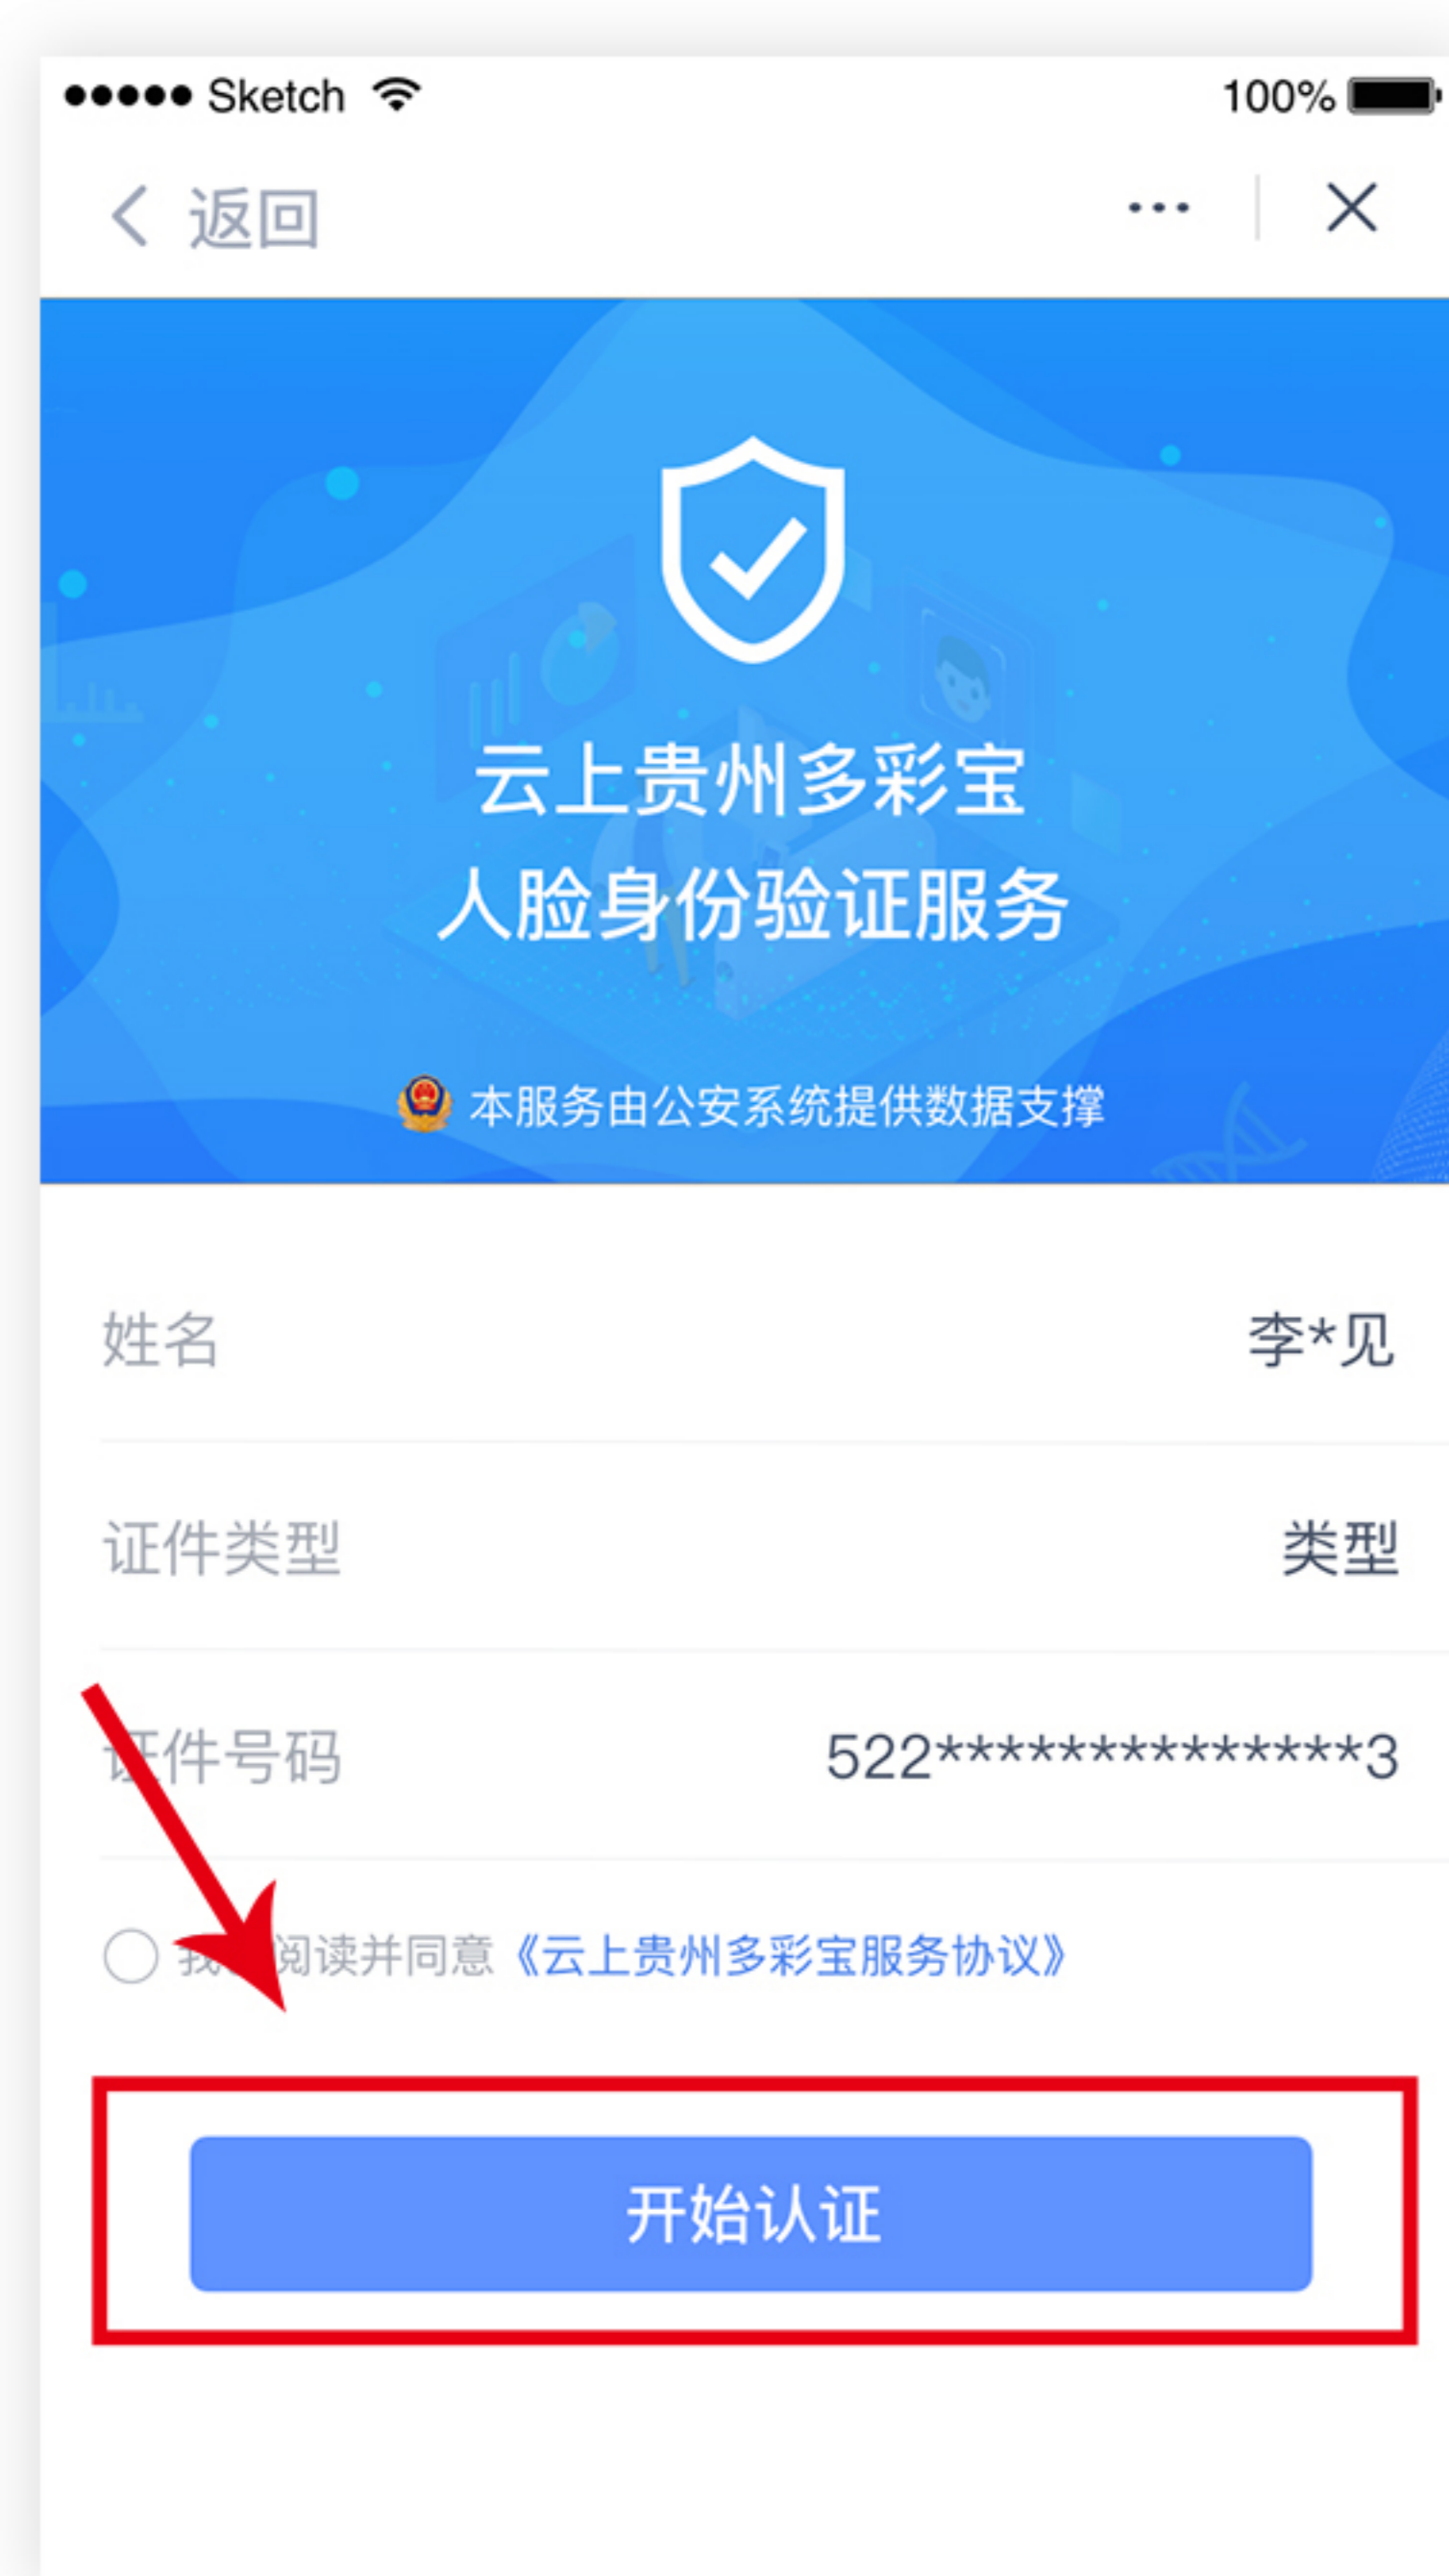 ●●●●● Sketch 100%
返回
云上贵州多彩宝
人脸身份验证服务
本服务由公安系统提供数据支撑
姓名 李*见
证件类型 类型
证件号码 522**************3
我 阅读并同意《云上贵州多彩宝服务协议》
开始认证